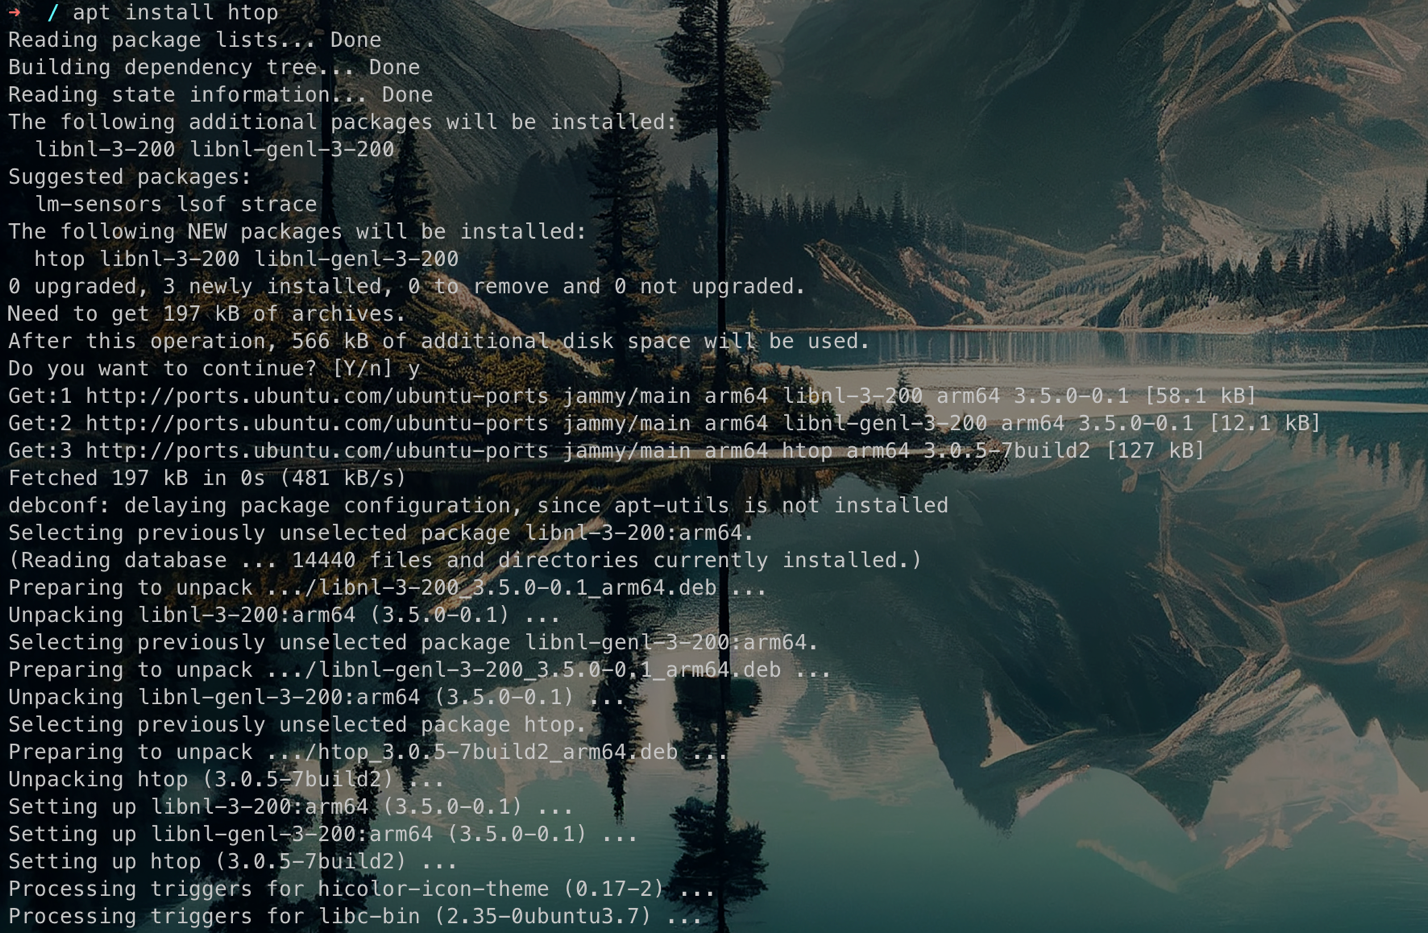 ➜  / apt install htop
Reading package lists... Done
Building dependency tree... Done
Reading state information... Done
The following additional packages will be installed:
  libnl-3-200 libnl-genl-3-200
Suggested packages:
  lm-sensors lsof strace
The following NEW packages will be installed:
  htop libnl-3-200 libnl-genl-3-200
0 upgraded, 3 newly installed, 0 to remove and 0 not upgraded.
Need to get 197 kB of archives.
After this operation, 566 kB of additional disk space will be used.
Do you want to continue? [Y/n] y
Get:1 http://ports.ubuntu.com/ubuntu-ports jammy/main arm64 libnl-3-200 arm64 3.5.0-0.1 [58.1 kB]
Get:2 http://ports.ubuntu.com/ubuntu-ports jammy/main arm64 libnl-genl-3-200 arm64 3.5.0-0.1 [12.1 kB]
Get:3 http://ports.ubuntu.com/ubuntu-ports jammy/main arm64 htop arm64 3.0.5-7build2 [127 kB]
Fetched 197 kB in 0s (481 kB/s)
debconf: delaying package configuration, since apt-utils is not installed
Selecting previously unselected package libnl-3-200:arm64.
(Reading database ... 14440 files and directories currently installed.)
Preparing to unpack .../libnl-3-200_3.5.0-0.1_arm64.deb ...
Unpacking libnl-3-200:arm64 (3.5.0-0.1) ...
Selecting previously unselected package libnl-genl-3-200:arm64.
Preparing to unpack .../libnl-genl-3-200_3.5.0-0.1_arm64.deb ...
Unpacking libnl-genl-3-200:arm64 (3.5.0-0.1) ...
Selecting previously unselected package htop.
Preparing to unpack .../htop_3.0.5-7build2_arm64.deb ...
Unpacking htop (3.0.5-7build2) ...
Setting up libnl-3-200:arm64 (3.5.0-0.1) ...
Setting up libnl-genl-3-200:arm64 (3.5.0-0.1) ...
Setting up htop (3.0.5-7build2) ...
Processing triggers for hicolor-icon-theme (0.17-2) ...
Processing triggers for libc-bin (2.35-0ubuntu3.7) ...